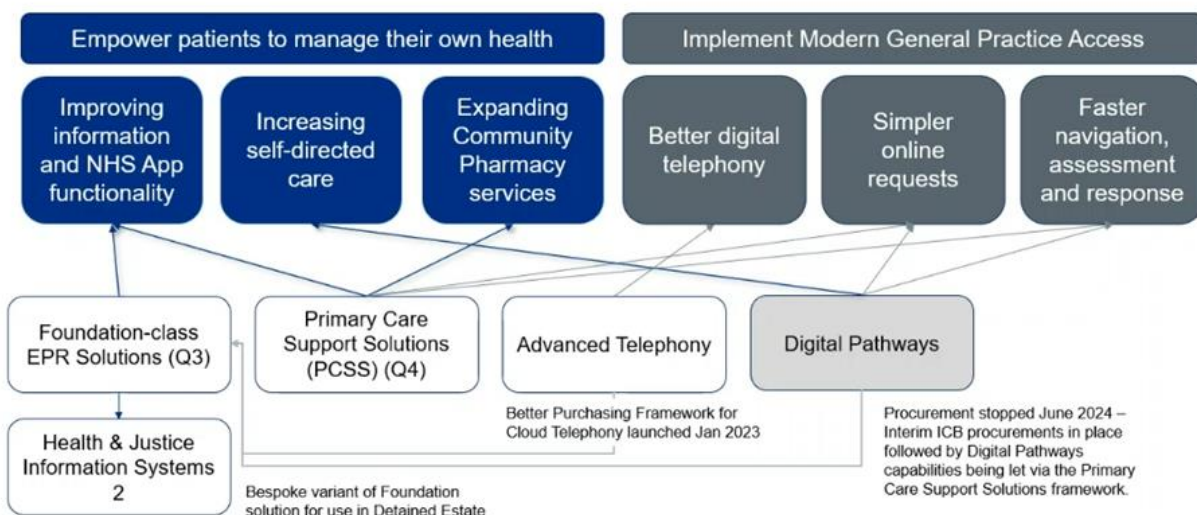 Empower patients to manage their own health
Implement Modern General Practice Access
Improving
information
and NHS App
functionality
Increasing
self-directed
care
Expanding
Community
Pharmacy
services
Better digital
telephony
Simpler
online
requests
Faster
navigation,
assessment
and response
Foundation-class
EPR Solutions (Q3)
Primary Care
Support Solutions
(PCSS) (Q4)
Advanced Telephony
Digital Pathways
Better Purchasing Framework for
Cloud Telephony launched Jan 2023
Procurement stopped June 2024 –
Interim ICB procurements in place
followed by Digital Pathways
capabilities being let via the Primary
Care Support Solutions framework.
Health & Justice
Information Systems
2
Bespoke variant of Foundation
solution for use in Detained Estate